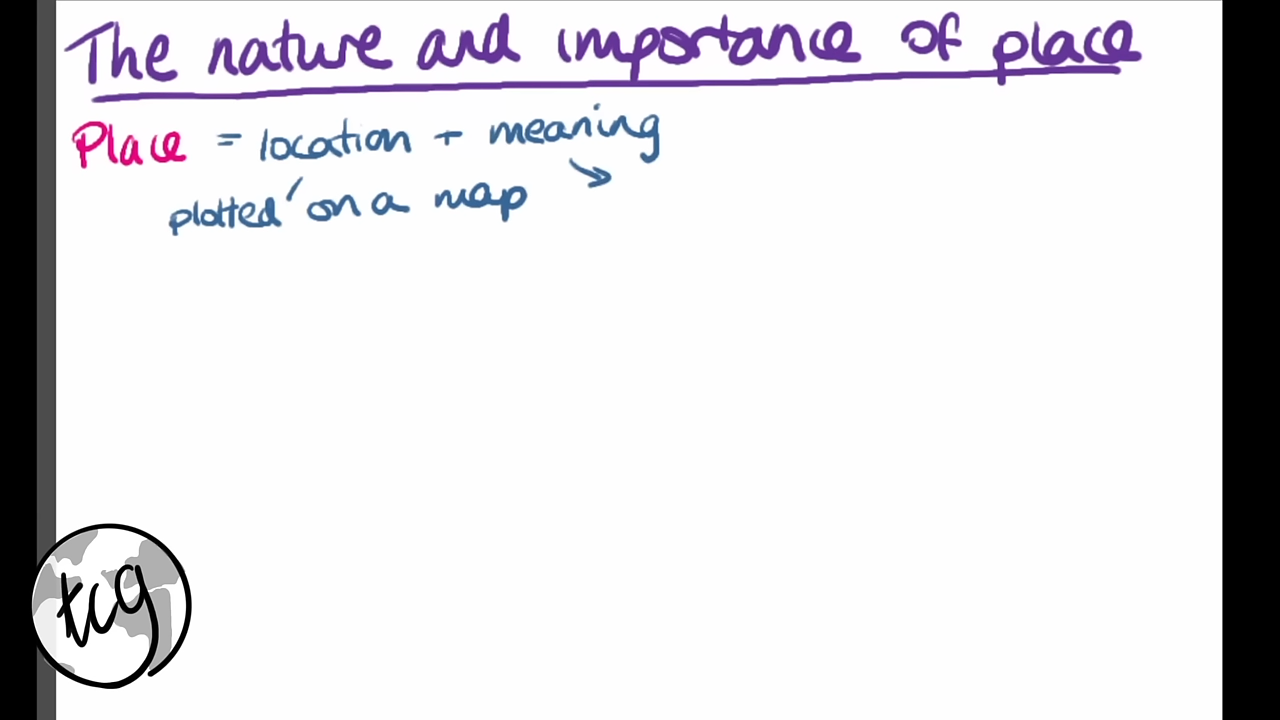 The nature and importance of place
Place = location + meaning
plotted on a map
tcg